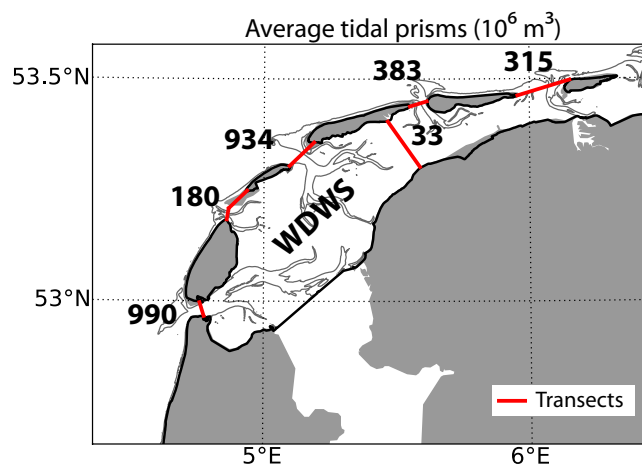 Average tidal prisms (10⁶ m³)
53.5°N
383
315
934
33
180
WDWS
53°N
990
Transects
5°E
6°E